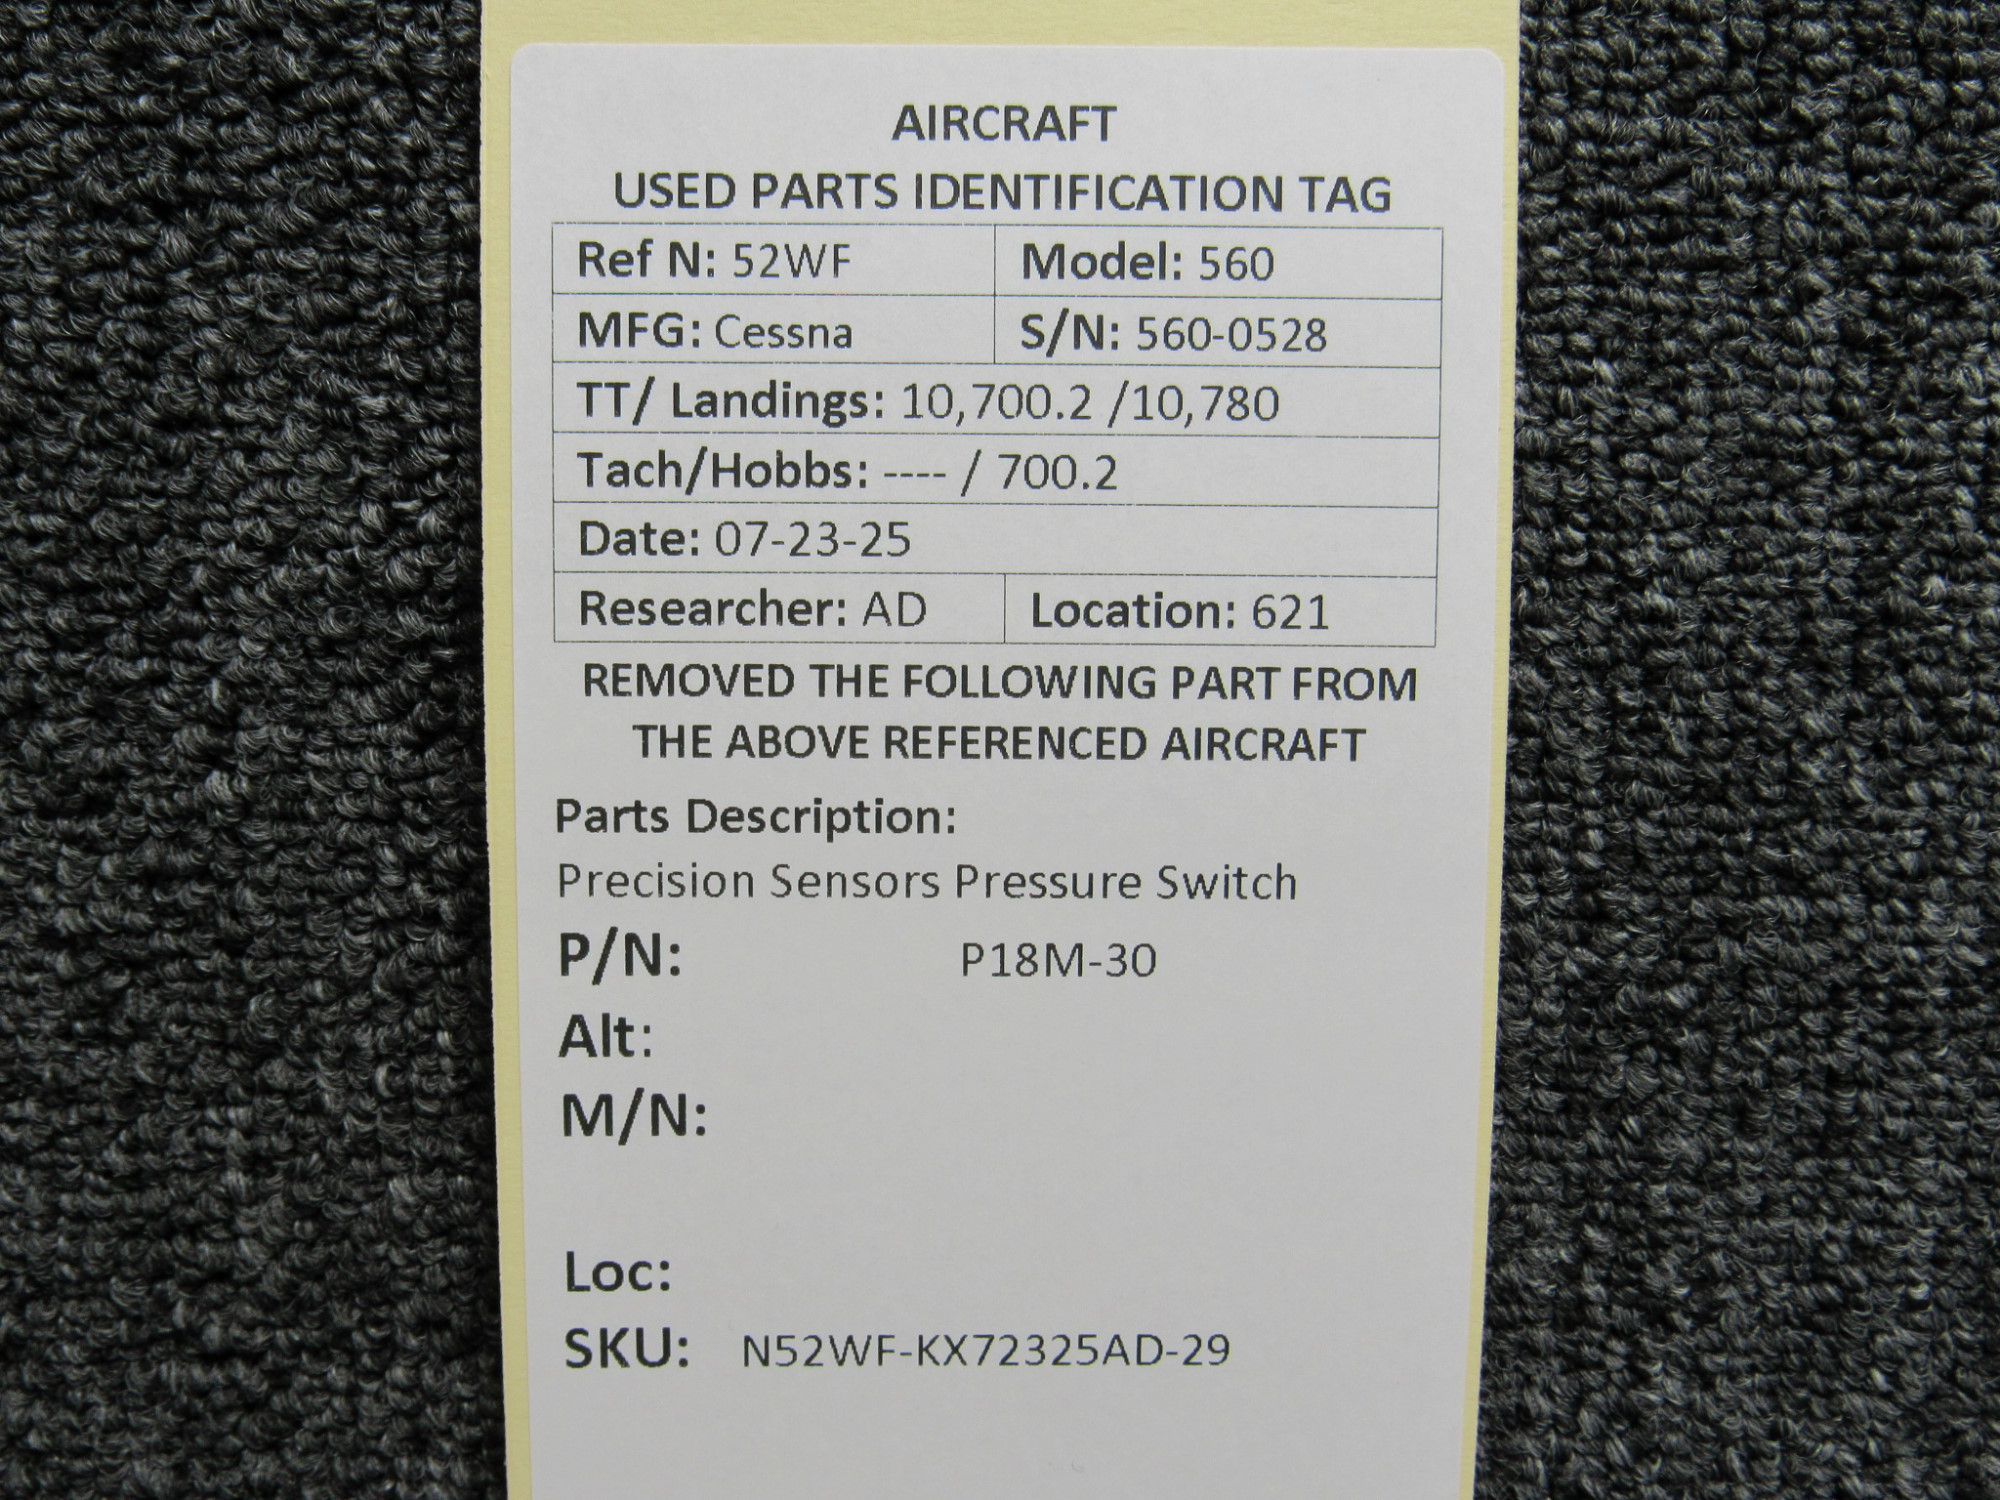 AIRCRAFT
USED PARTS IDENTIFICATION TAG
Ref N: 52WF Model: 560
MFG: Cessna S/N: 560-0528
TT/ Landings: 10,700.2 /10,780
Tach/Hobbs: ---- / 700.2
Date: 07-23-25
Researcher: AD Location: 621
REMOVED THE FOLLOWING PART FROM
THE ABOVE REFERENCED AIRCRAFT
Parts Description:
Precision Sensors Pressure Switch
P/N: P18M-30
Alt:
M/N:
Loc:
SKU: N52WF-KX72325AD-29